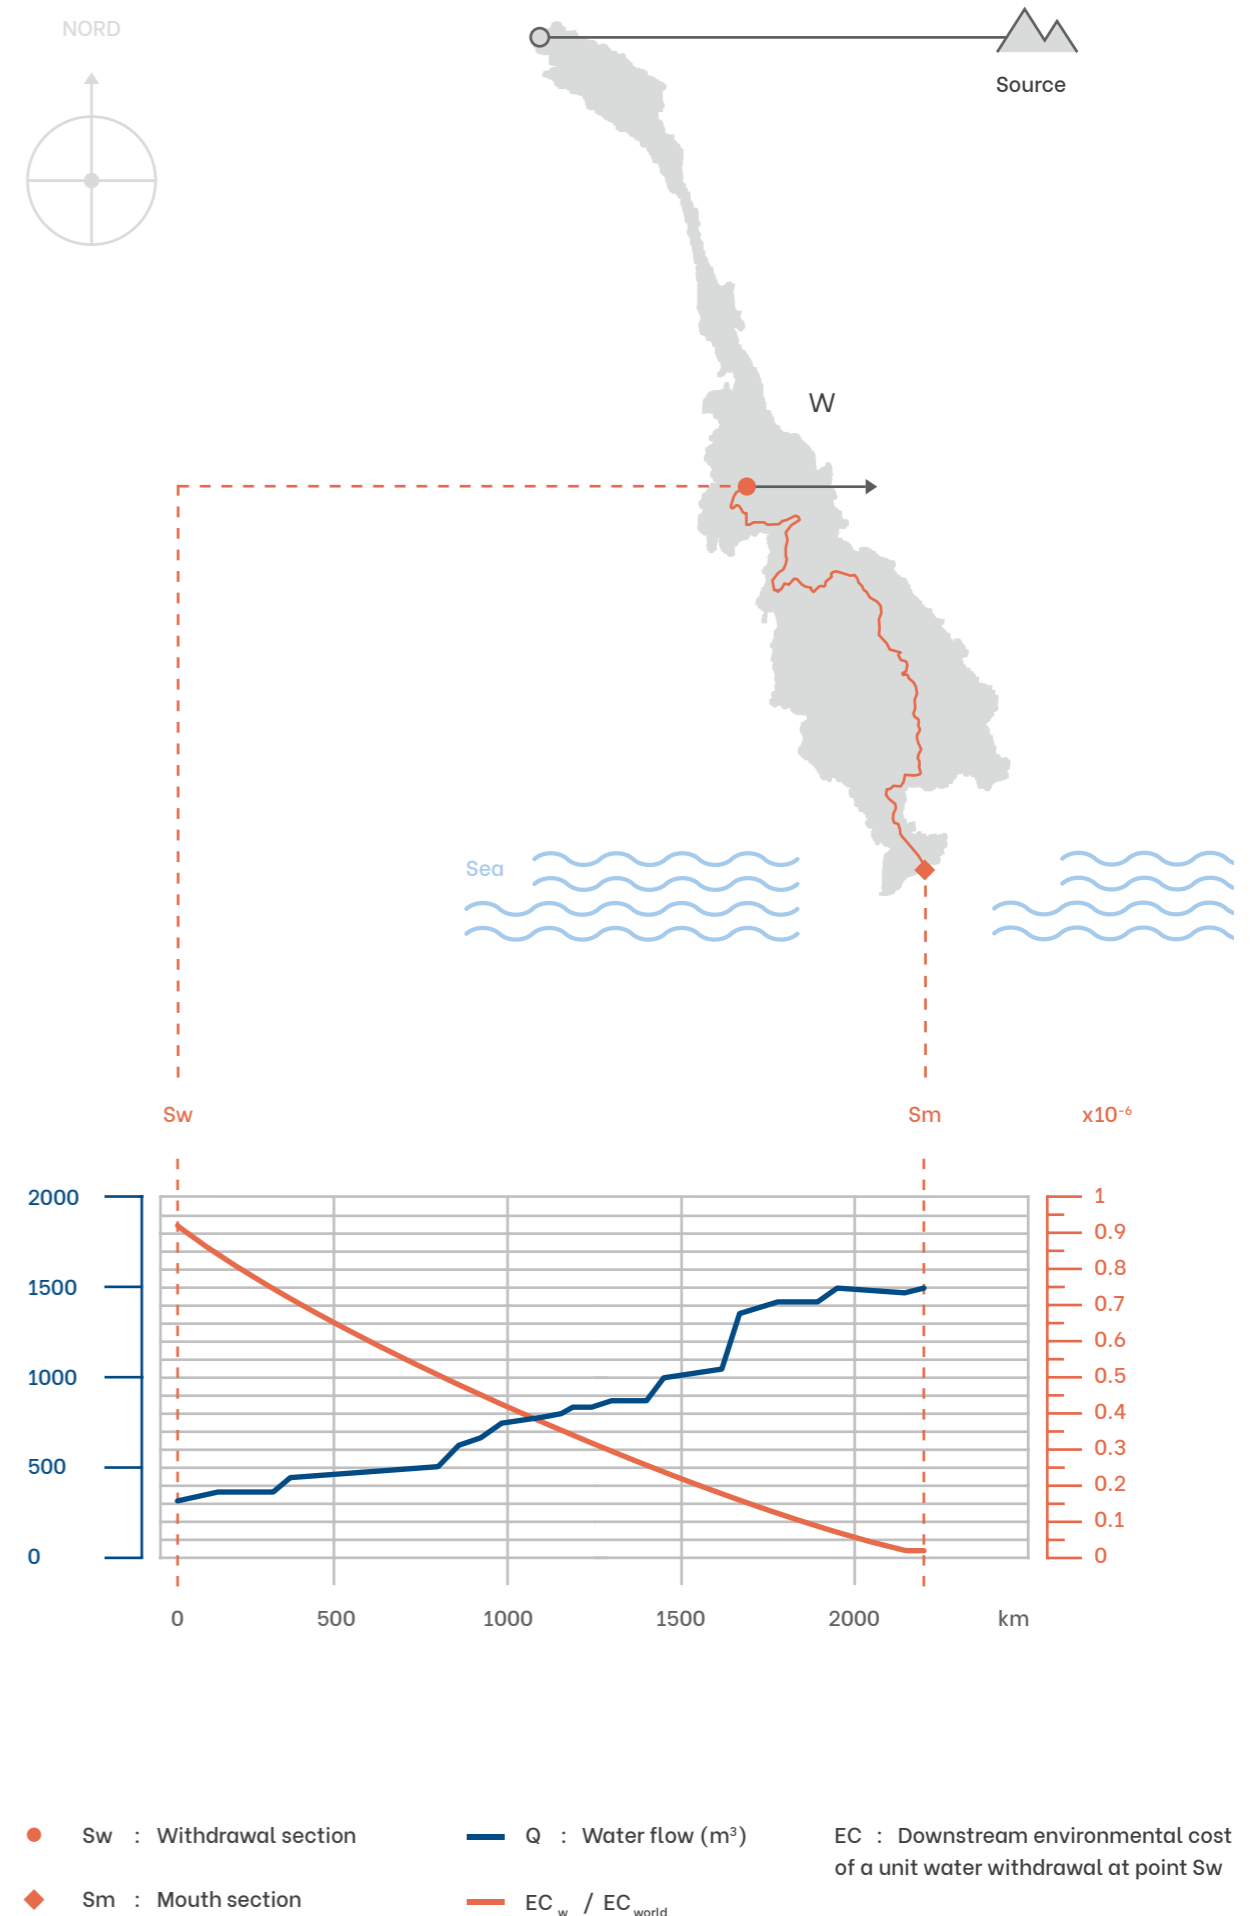 NORD
Source
W
Sea
Sw
Sm
x10⁻⁶
2000
1500
1000
500
0
1
0.9
0.8
0.7
0.6
0.5
0.4
0.3
0.2
0.1
0
0 500 1000 1500 2000 km
Sw : Withdrawal section
Q : Water flow (m³)
EC : Downstream environmental cost
of a unit water withdrawal at point Sw
Sm : Mouth section
EC w / EC world